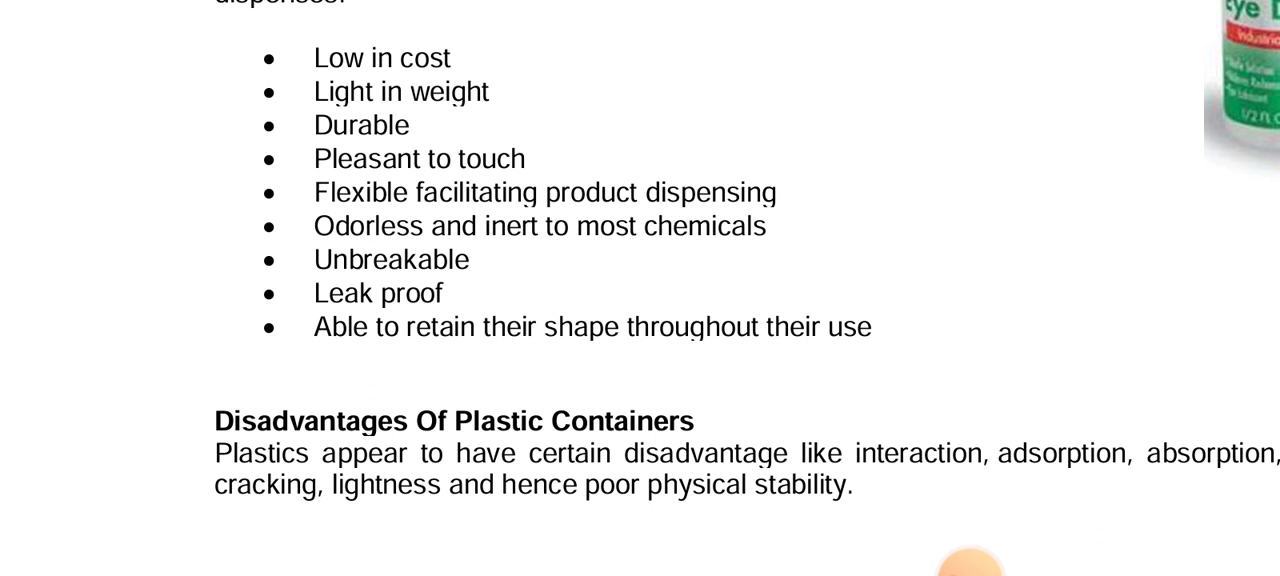 Low in cost
Light in weight
Durable
Pleasant to touch
Flexible facilitating product dispensing
Odorless and inert to most chemicals
Unbreakable
Leak proof
Able to retain their shape throughout their use
Disadvantages Of Plastic Containers
Plastics appear to have certain disadvantage like interaction, adsorption, absorption,
cracking, lightness and hence poor physical stability.